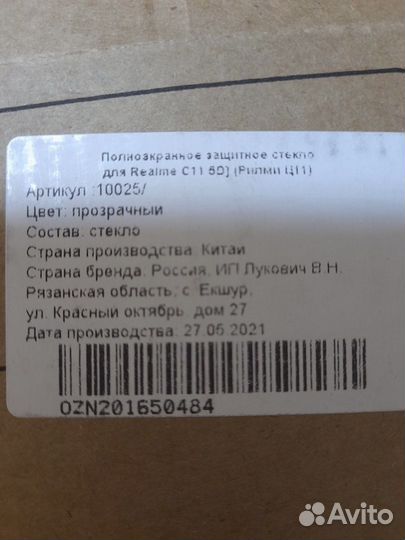 Полноэкранное защитное стекло
для Realme C11 5D] (Рилми Ц11)
Артикул :10025/
Цвет: прозрачный
Состав: стекло
Страна производства: Китай
Страна бренда: Россия, ИП Лукович В.Н.
Рязанская область, с. Екшур,
ул. Красный октябрь, дом 27
Дата производства: 27.05.2021
OZN201650484
Avito